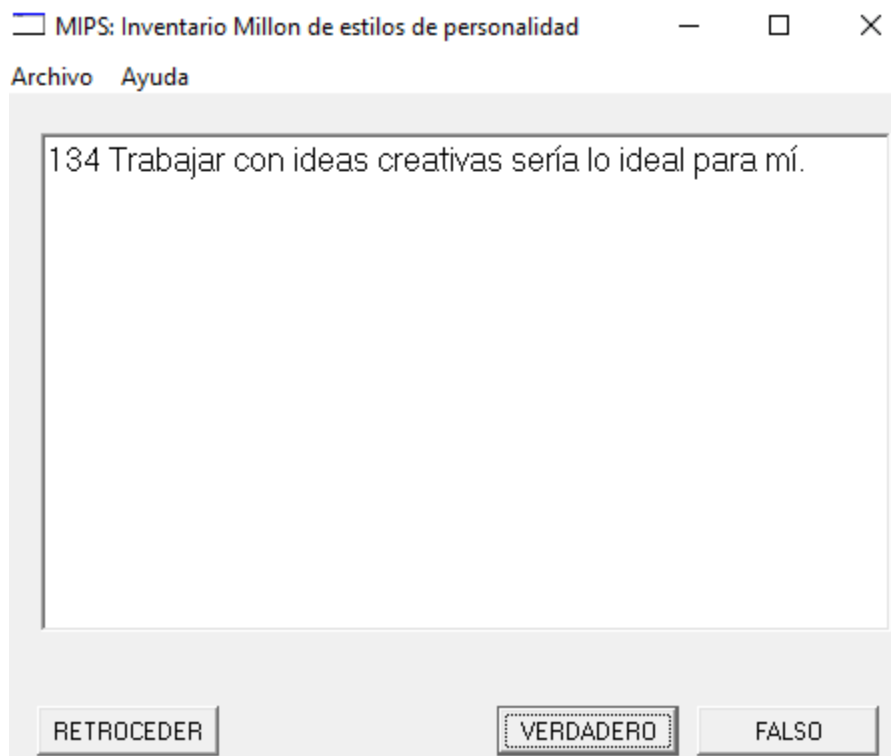 MIPS: Inventario Millon de estilos de personalidad
Archivo Ayuda
134 Trabajar con ideas creativas sería lo ideal para mí.
RETROCEDER VERDADERO FALSO